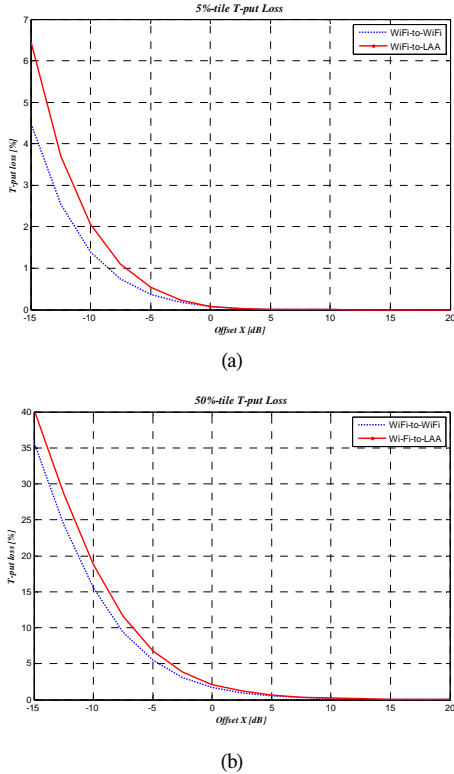 5%-tile T-put Loss
7
6
5
4
3
2
1
0
T-put loss [%]
WiFi-to-WiFi
WiFi-to-LAA
-15 -10 -5 0 5 10 15 20
Offset X [dB]
(a)
50%-tile T-put Loss
40
35
30
25
20
15
10
5
0
T-put loss [%]
WiFi-to-WiFi
Wi-Fi-to-LAA
-15 -10 -5 0 5 10 15 20
Offset X [dB]
(b)